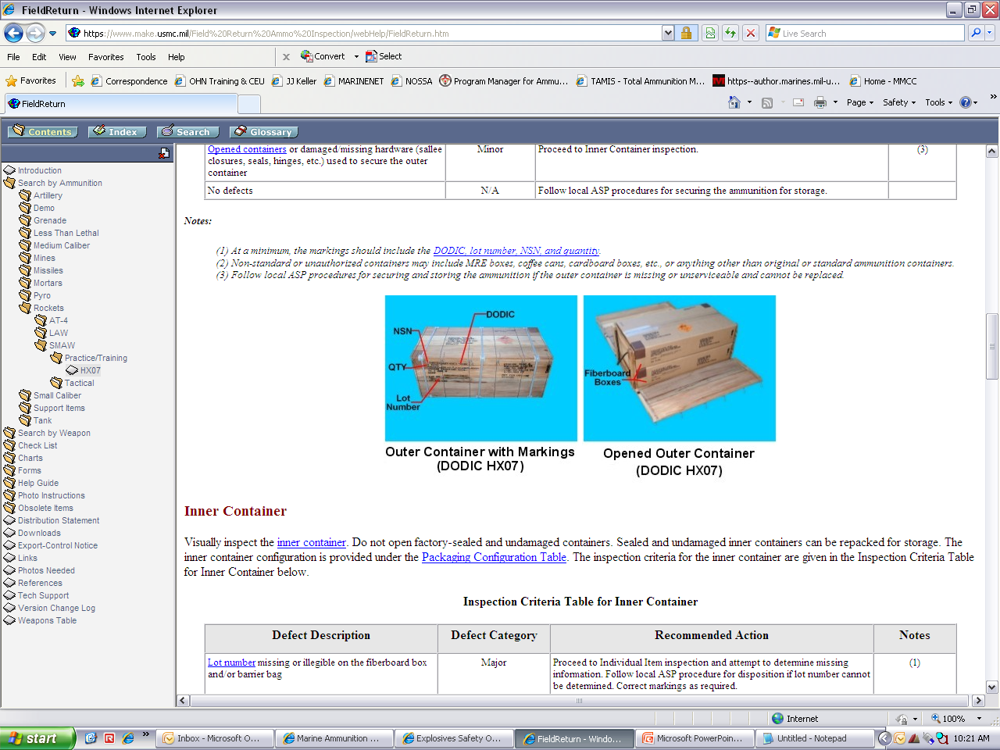 FieldReturn - Windows Internet Explorer
https://www.make.usmc.mil/Field%20Return%20Ammo%20Inspection/webHelp/FieldReturn.htm
Live Search
File Edit View Favorites Tools Help
x Convert Select
Favorites Correspondence OHN Training & CEU JJ Keller MARINENET NOSSA Program Manager for Ammu... TAMIS - Total Ammunition M... https--author.marines.mil-u... Home - MMCC
FieldReturn
Page Safety Tools
Contents Index Search Glossary
Introduction
Search by Ammunition
Artillery
Demo
Grenade
Less Than Lethal
Medium Caliber
Mines
Missiles
Mortars
Pyro
Rockets
AT-4
LAW
SMAW
Practice/Training
HX07
Tactical
Small Caliber
Support Items
Tank
Search by Weapon
Check List
Charts
Forms
Help Guide
Photo Instructions
Obsolete Items
Distribution Statement
Downloads
Export-Control Notice
Links
Photos Needed
References
Tech Support
Version Change Log
Weapons Table
Opened containers or damaged/missing hardware (sallee Minor Proceed to Inner Container inspection. (3)
closures, seals, hinges, etc.) used to secure the outer
container
No defects N/A Follow local ASP procedures for securing the ammunition for storage.
Notes:
(1) At a minimum, the markings should include the DODIC, lot number, NSN, and quantity.
(2) Non-standard or unauthorized containers may include MRE boxes, coffee cans, cardboard boxes, etc., or anything other than original or standard ammunition containers.
(3) Follow local ASP procedures for securing and storing the ammunition if the outer container is missing or unserviceable and cannot be replaced.
DODIC
NSN
QTY
Lot
Number
Fiberboard
Boxes
Outer Container with Markings
(DODIC HX07)
Opened Outer Container
(DODIC HX07)
Inner Container
Visually inspect the inner container. Do not open factory-sealed and undamaged containers. Sealed and undamaged inner containers can be repacked for storage. The
inner container configuration is provided under the Packaging Configuration Table. The inspection criteria for the inner container are given in the Inspection Criteria Table
for Inner Container below.
Inspection Criteria Table for Inner Container
Defect Description Defect Category Recommended Action Notes
Lot number missing or illegible on the fiberboard box Major Proceed to Individual Item inspection and attempt to determine missing (1)
and/or barrier bag information. Follow local ASP procedure for disposition if lot number cannot
be determined. Correct markings as required.
Internet 100%
start Inbox - Microsoft O... Marine Ammunition ... Explosives Safety O... FieldReturn - Windo... Microsoft PowerPoin... Untitled - Notepad 10:21 AM